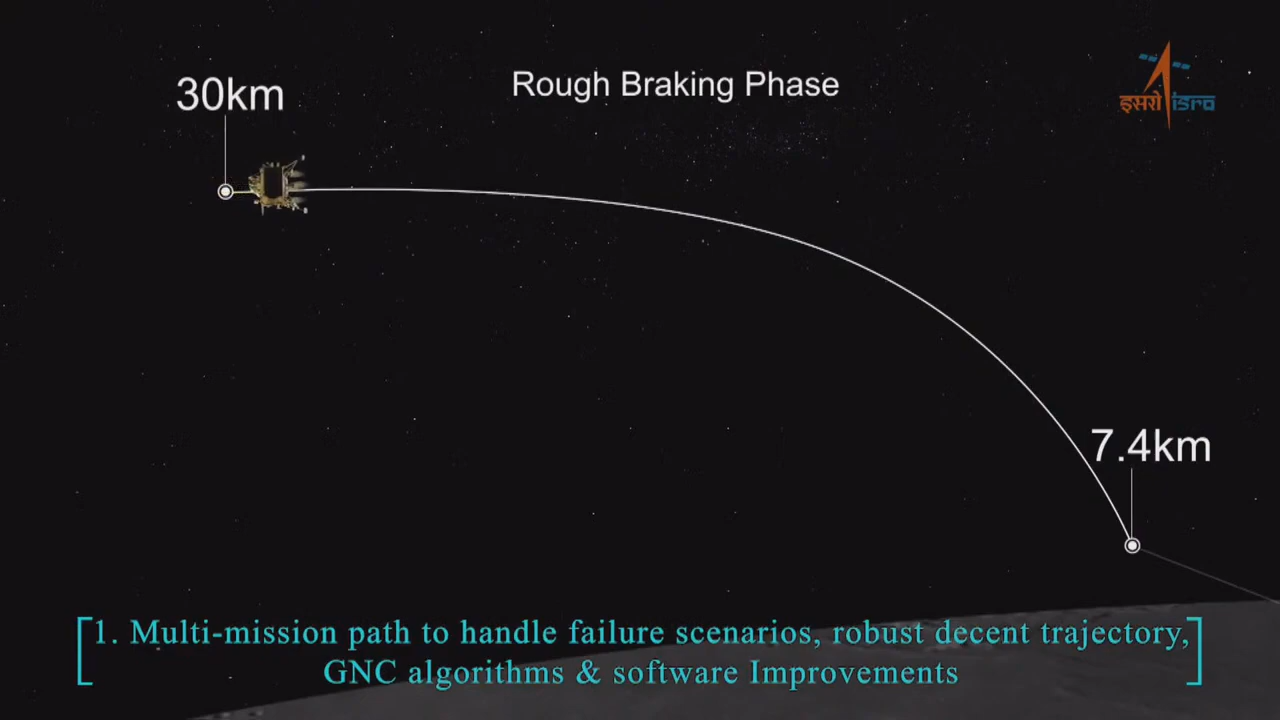 30km
Rough Braking Phase
इसरो isro
7.4km
1. Multi-mission path to handle failure scenarios, robust decent trajectory,
GNC algorithms & software Improvements